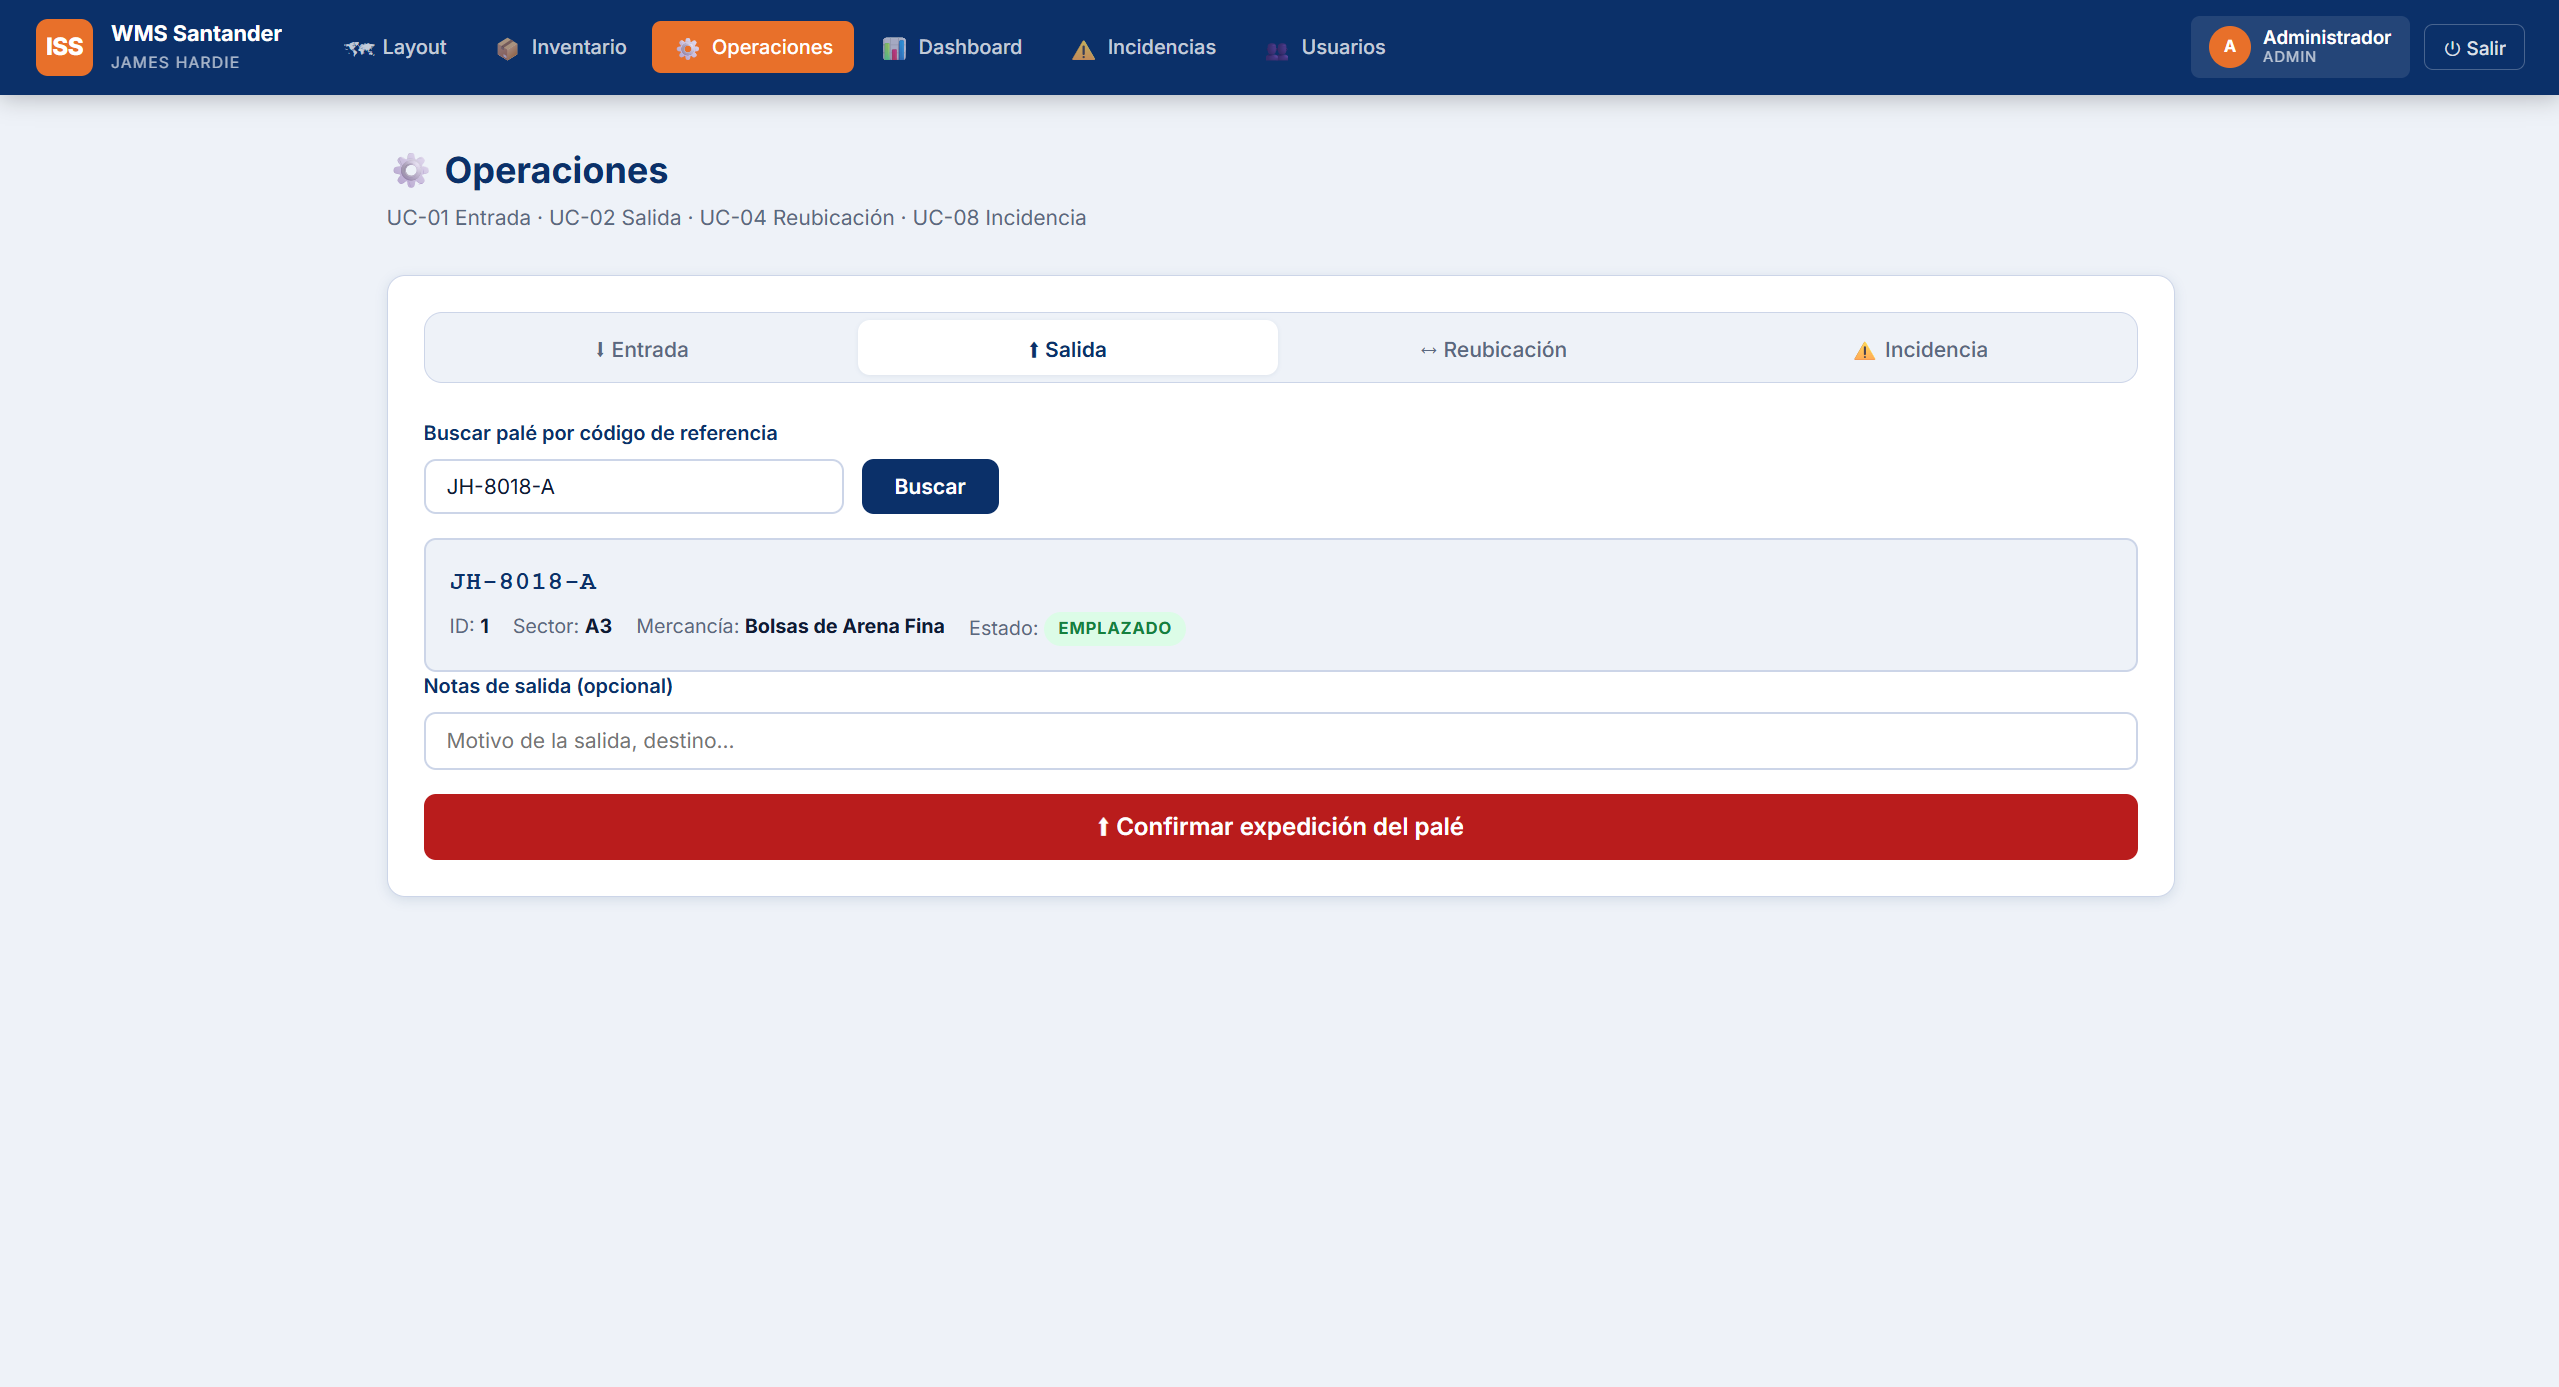 ISS
WMS Santander
JAMES HARDIE
Layout
Inventario
Operaciones
Dashboard
Incidencias
Usuarios
A
Administrador
ADMIN
Salir
Operaciones
UC-01 Entrada · UC-02 Salida · UC-04 Reubicación · UC-08 Incidencia
⬇ Entrada
⬆ Salida
↔ Reubicación
Incidencia
Buscar palé por código de referencia
JH-8018-A
Buscar
JH-8018-A
ID: 1 Sector: A3 Mercancía: Bolsas de Arena Fina Estado: EMPLAZADO
Notas de salida (opcional)
Motivo de la salida, destino...
⬆ Confirmar expedición del palé